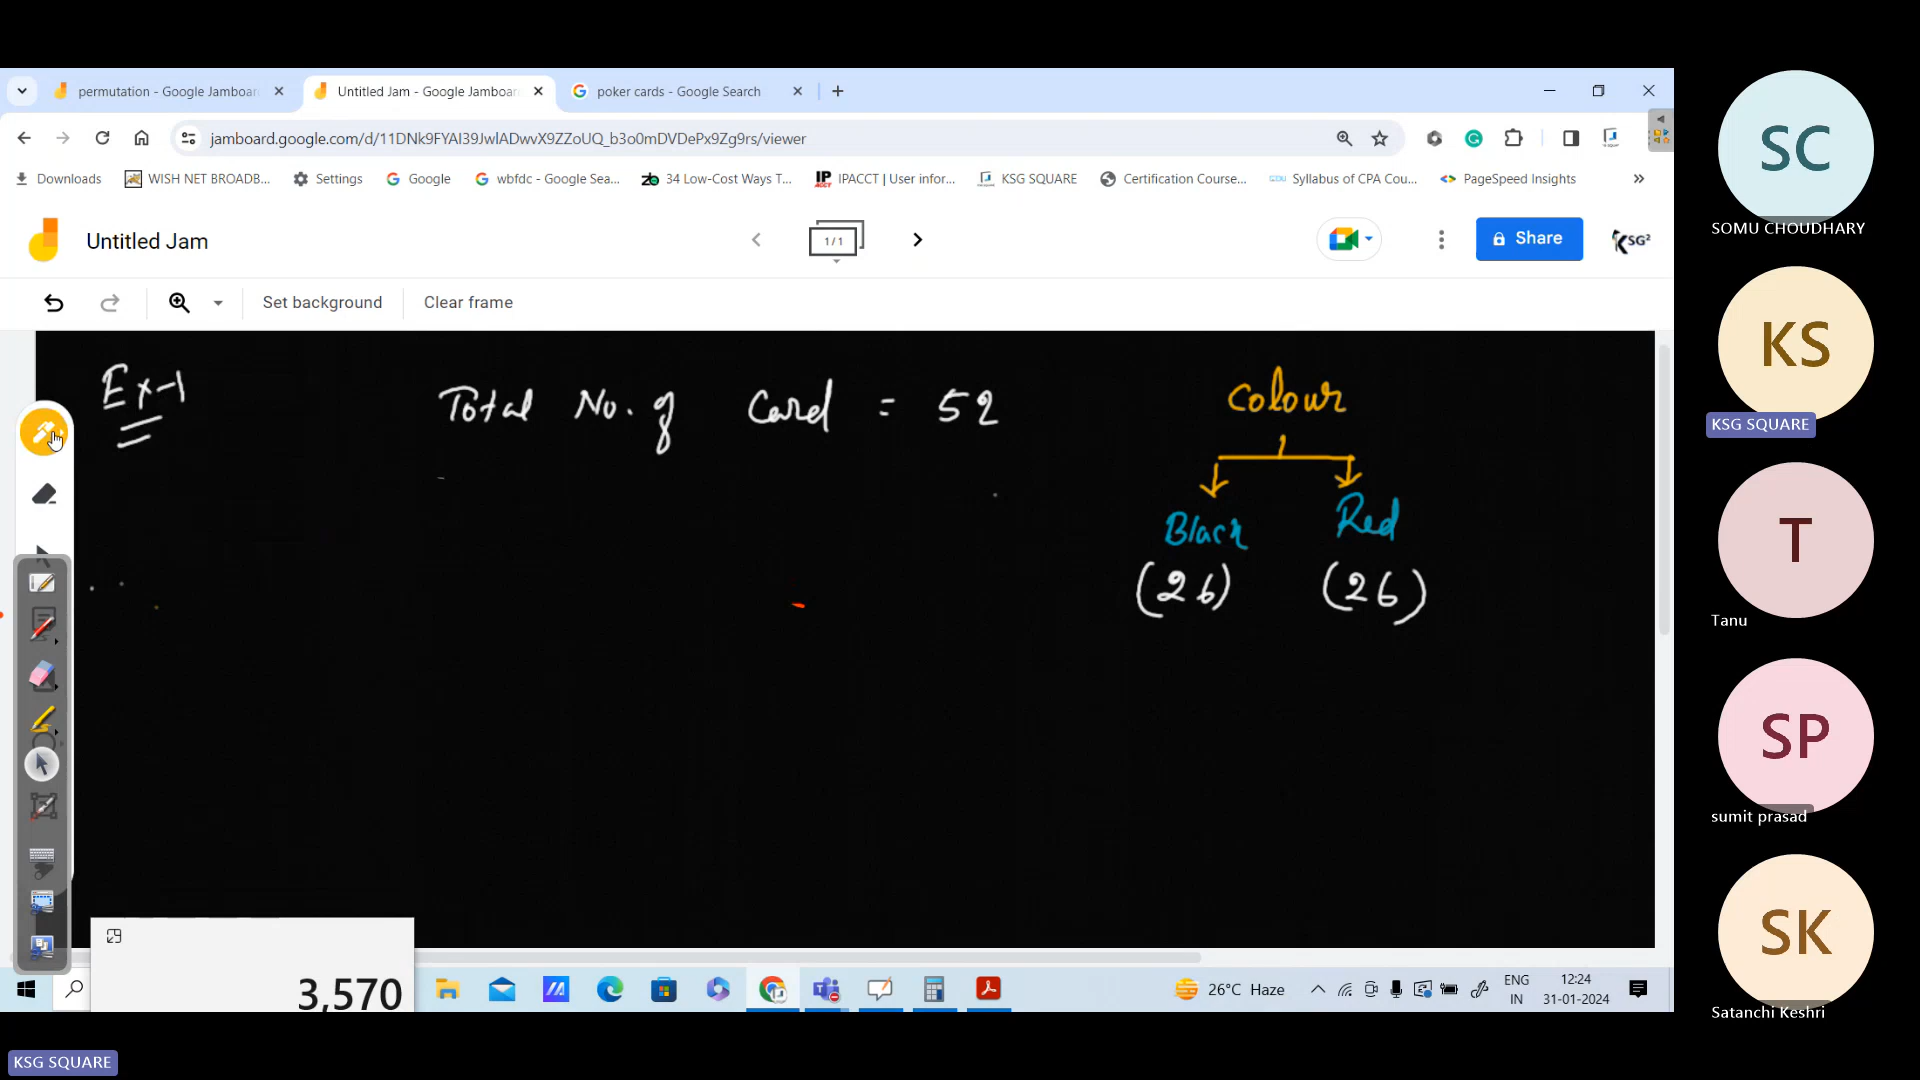 permutation - Google Jamboar
Untitled Jam - Google Jamboar
poker cards - Google Search
jamboard.google.com/d/11DNk9FYAI39JwlADwvX9ZZoUQ_b3o0mDVDePx9Zg9rs/viewer
Downloads
WISH NET BROADB...
Settings
Google
wbfdc - Google Sea...
34 Low-Cost Ways T...
IPACCT | User infor...
KSG SQUARE
Certification Course...
Syllabus of CPA Cou...
PageSpeed Insights
Untitled Jam
1/1
Share
KSG²
Set background
Clear frame
Ex-1
Total No. of Card = 52
Colour
Black Red
(26) (26)
3,570
26°C Haze
ENG
IN
12:24
31-01-2024
SC
SOMU CHOUDHARY
KS
KSG SQUARE
T
Tanu
SP
sumit prasad
SK
Satanchi Keshri
KSG SQUARE